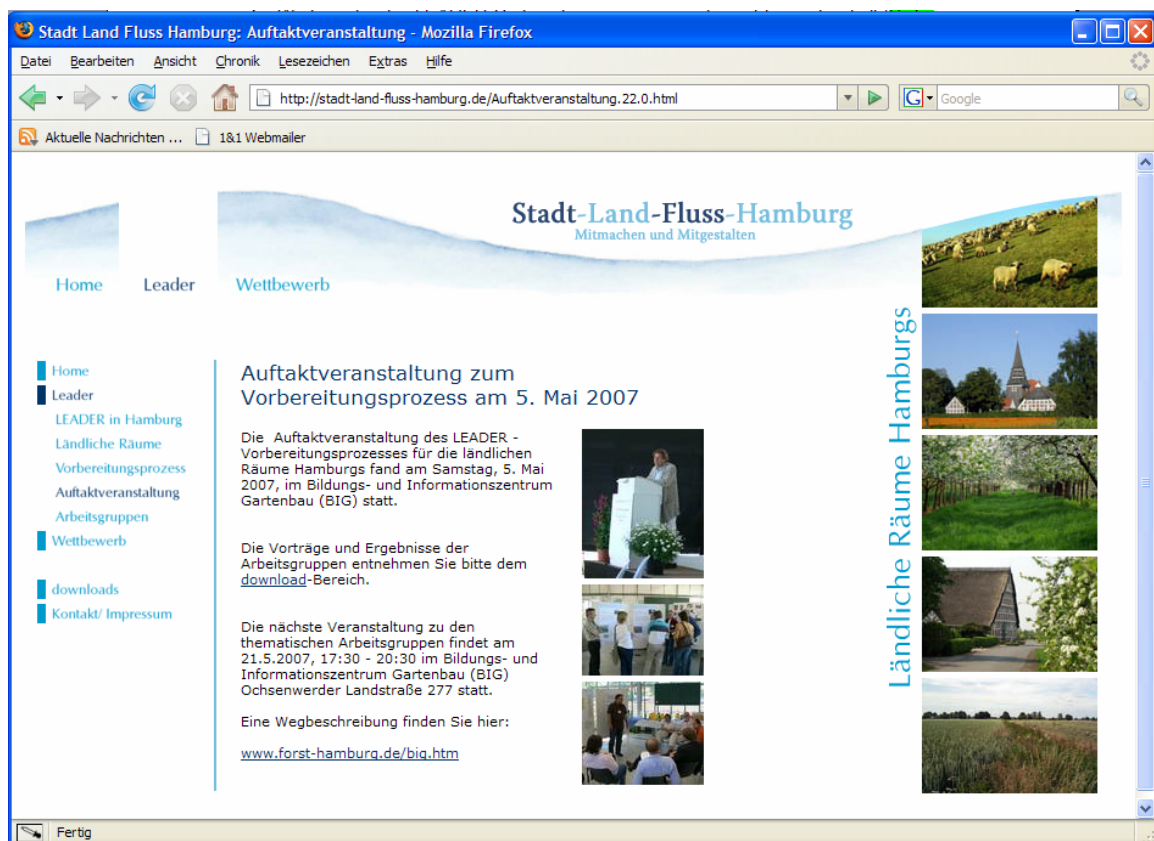 Stadt Land Fluss Hamburg: Auftaktveranstaltung - Mozilla Firefox
Datei Bearbeiten Ansicht Chronik Lesezeichen Extras Hilfe
http://stadt-land-fluss-hamburg.de/Auftaktveranstaltung.22.0.html
G Google
Aktuelle Nachrichten ... 1&1 Webmailer
Stadt-Land-Fluss-Hamburg
Mitmachen und Mitgestalten
Home Leader Wettbewerb
Home
Leader
LEADER in Hamburg
Ländliche Räume
Vorbereitungsprozess
Auftaktveranstaltung
Arbeitsgruppen
Wettbewerb
downloads
Kontakt/ Impressum
Auftaktveranstaltung zum
Vorbereitungsprozess am 5. Mai 2007
Die Auftaktveranstaltung des LEADER -
Vorbereitungsprozesses für die ländlichen
Räume Hamburgs fand am Samstag, 5. Mai
2007, im Bildungs- und Informationszentrum
Gartenbau (BIG) statt.
Die Vorträge und Ergebnisse der
Arbeitsgruppen entnehmen Sie bitte dem
download-Bereich.
Die nächste Veranstaltung zu den
thematischen Arbeitsgruppen findet am
21.5.2007, 17:30 - 20:30 im Bildungs- und
Informationszentrum Gartenbau (BIG)
Ochsenwerder Landstraße 277 statt.
Eine Wegbeschreibung finden Sie hier:
www.forst-hamburg.de/big.htm
Ländliche Räume Hamburgs
Fertig